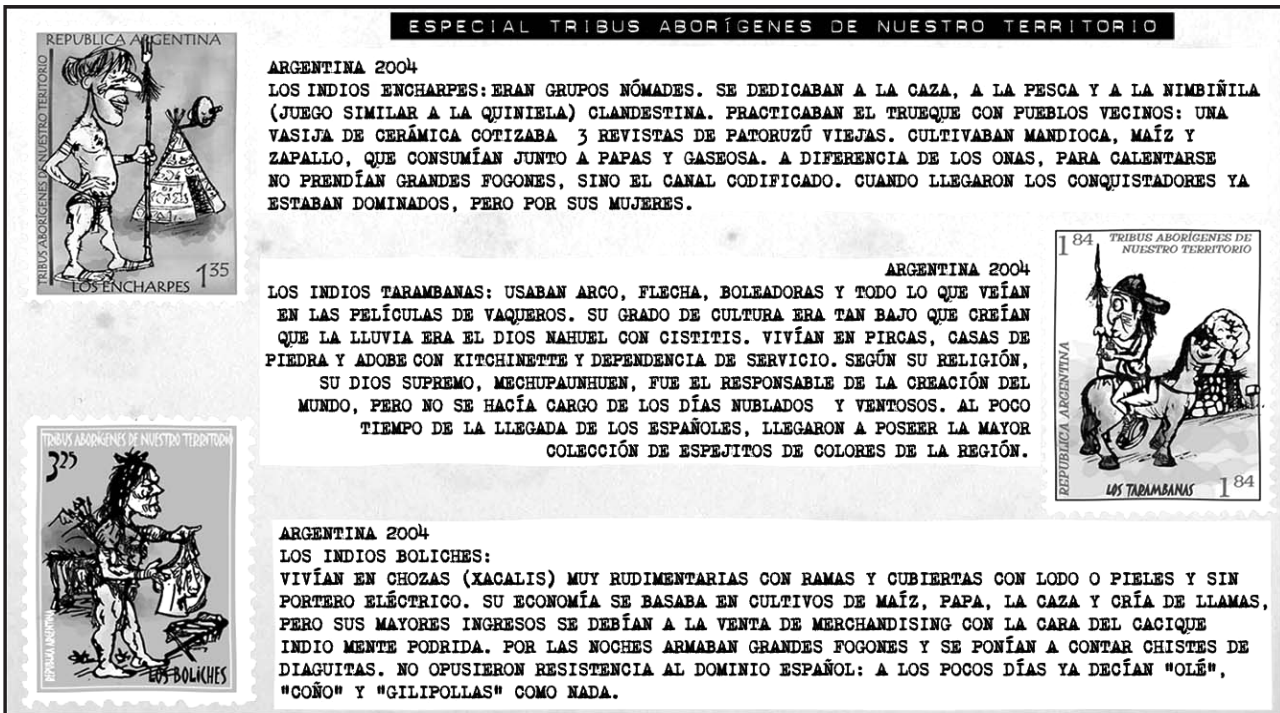 ESPECIAL TRIBUS ABORÍGENES DE NUESTRO TERRITORIO
REPUBLICA ARGENTINA
TRIBUS ABORÍGENES DE NUESTRO TERITORIO
LOS ENCHARPES 1 35
ARGENTINA 2004
LOS INDIOS ENCHARPES: ERAN GRUPOS NÓMADES. SE DEDICABAN A LA CAZA, A LA PESCA Y A LA NIMBIÑILA
(JUEGO SIMILAR A LA QUINIELA) CLANDESTINA. PRACTICABAN EL TRUEQUE CON PUEBLOS VECINOS: UNA
VASIJA DE CERÁMICA COTIZABA 3 REVISTAS DE PATORUZÚ VIEJAS. CULTIVABAN MANDIOCA, MAÍZ Y
ZAPALLO, QUE CONSUMÍAN JUNTO A PAPAS Y GASEOSA. A DIFERENCIA DE LOS ONAS, PARA CALENTARSE
NO PRENDÍAN GRANDES FOGONES, SINO EL CANAL CODIFICADO. CUANDO LLEGARON LOS CONQUISTADORES YA
ESTABAN DOMINADOS, PERO POR SUS MUJERES.
ARGENTINA 2004
LOS INDIOS TARAMBANAS: USABAN ARCO, FLECHA, BOLEADORAS Y TODO LO QUE VEÍAN
EN LAS PELÍCULAS DE VAQUEROS. SU GRADO DE CULTURA ERA TAN BAJO QUE CREÍAN
QUE LA LLUVIA ERA EL DIOS NAHUEL CON CISTITIS. VIVÍAN EN PIRCAS, CASAS DE
PIEDRA Y ADOBE CON KITCHINETTE Y DEPENDENCIA DE SERVICIO. SEGÚN SU RELIGIÓN,
SU DIOS SUPREMO, MECHUPAUNHUEN, FUE EL RESPONSABLE DE LA CREACIÓN DEL
MUNDO, PERO NO SE HACÍA CARGO DE LOS DÍAS NUBLADOS Y VENTOSOS. AL POCO
TIEMPO DE LA LLEGADA DE LOS ESPAÑOLES, LLEGARON A POSEER LA MAYOR
COLECCIÓN DE ESPEJITOS DE COLORES DE LA REGIÓN.
1 84 TRIBUS ABORÍGENES DE
NUESTRO TERRITORIO
REPUBLICA ARGENTINA
LOS TARAMBANAS 1 84
TRIBUS ABORÍGENES DE NUESTRO TERRITORIO
3 25
REPUBLICA ARGENTINA
LOS BOLICHES
ARGENTINA 2004
LOS INDIOS BOLICHES:
VIVÍAN EN CHOZAS (XACALIS) MUY RUDIMENTARIAS CON RAMAS Y CUBIERTAS CON LODO O PIELES Y SIN
PORTERO ELÉCTRICO. SU ECONOMÍA SE BASABA EN CULTIVOS DE MAÍZ, PAPA, LA CAZA Y CRÍA DE LLAMAS,
PERO SUS MAYORES INGRESOS SE DEBÍAN A LA VENTA DE MERCHANDISING CON LA CARA DEL CACIQUE
INDIO MENTE PODRIDA. POR LAS NOCHES ARMABAN GRANDES FOGONES Y SE PONÍAN A CONTAR CHISTES DE
DIAGUITAS. NO OPUSIERON RESISTENCIA AL DOMINIO ESPAÑOL: A LOS POCOS DÍAS YA DECÍAN "OLÉ",
"COÑO" Y "GILIPOLLAS" COMO NADA.